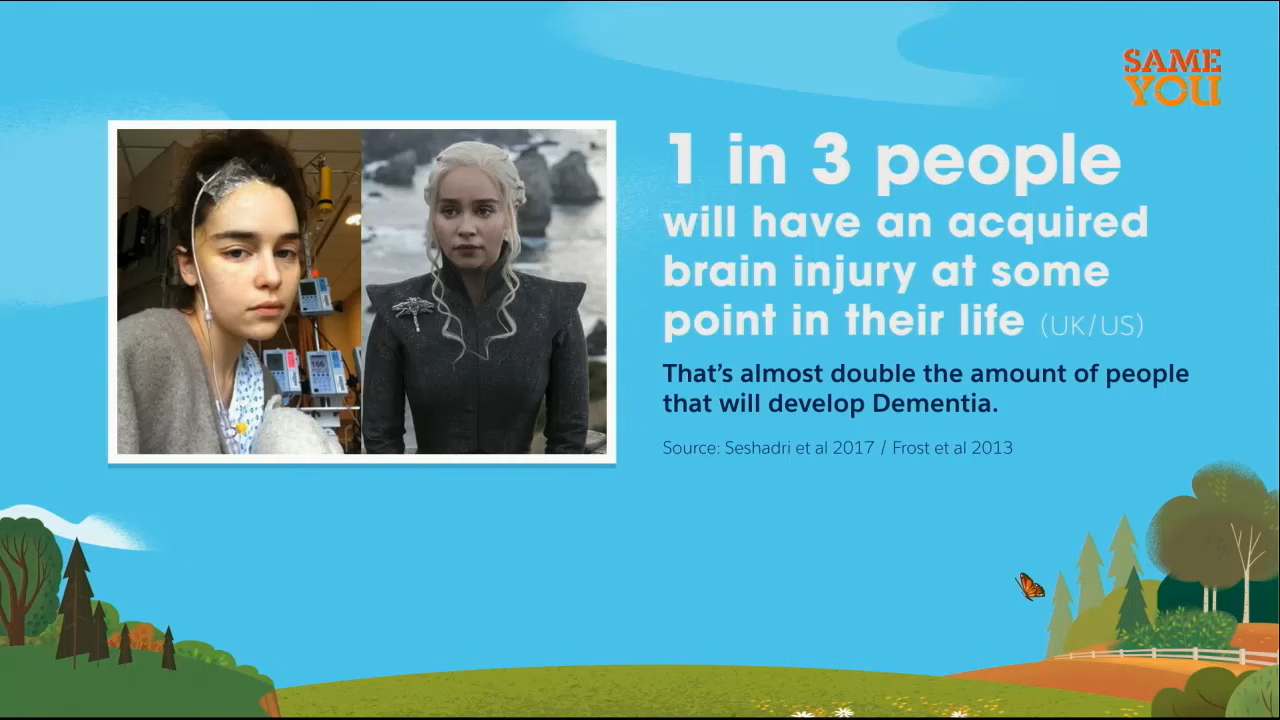 SAME
YOU
1 in 3 people
will have an acquired
brain injury at some
point in their life (UK/US)
That's almost double the amount of people
that will develop Dementia.
Source: Seshadri et al 2017 / Frost et al 2013